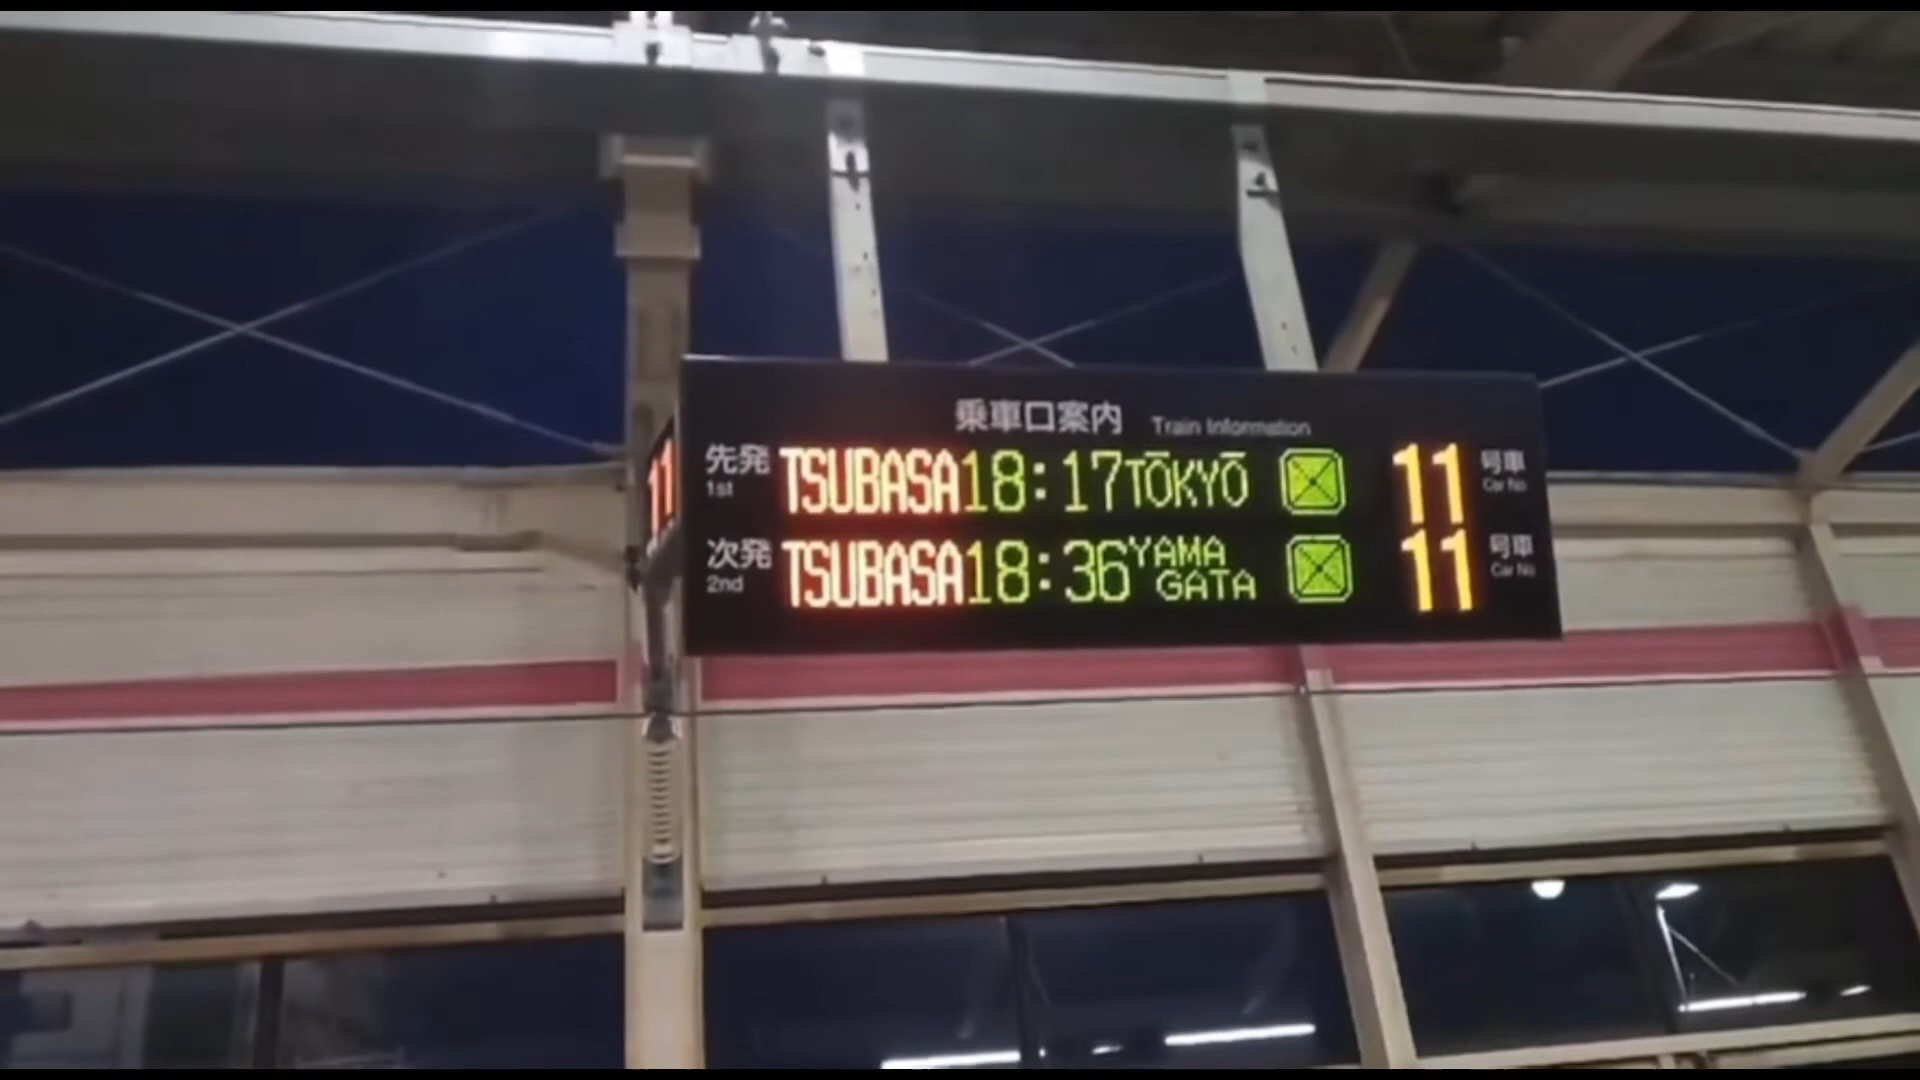 乗車口案内 Train Information
先発 TSUBASA 18:17 TŌKYŌ 11 号車
1st Car No
次発 TSUBASA 18:36 YAMA GATA 11 号車
2nd Car No
11